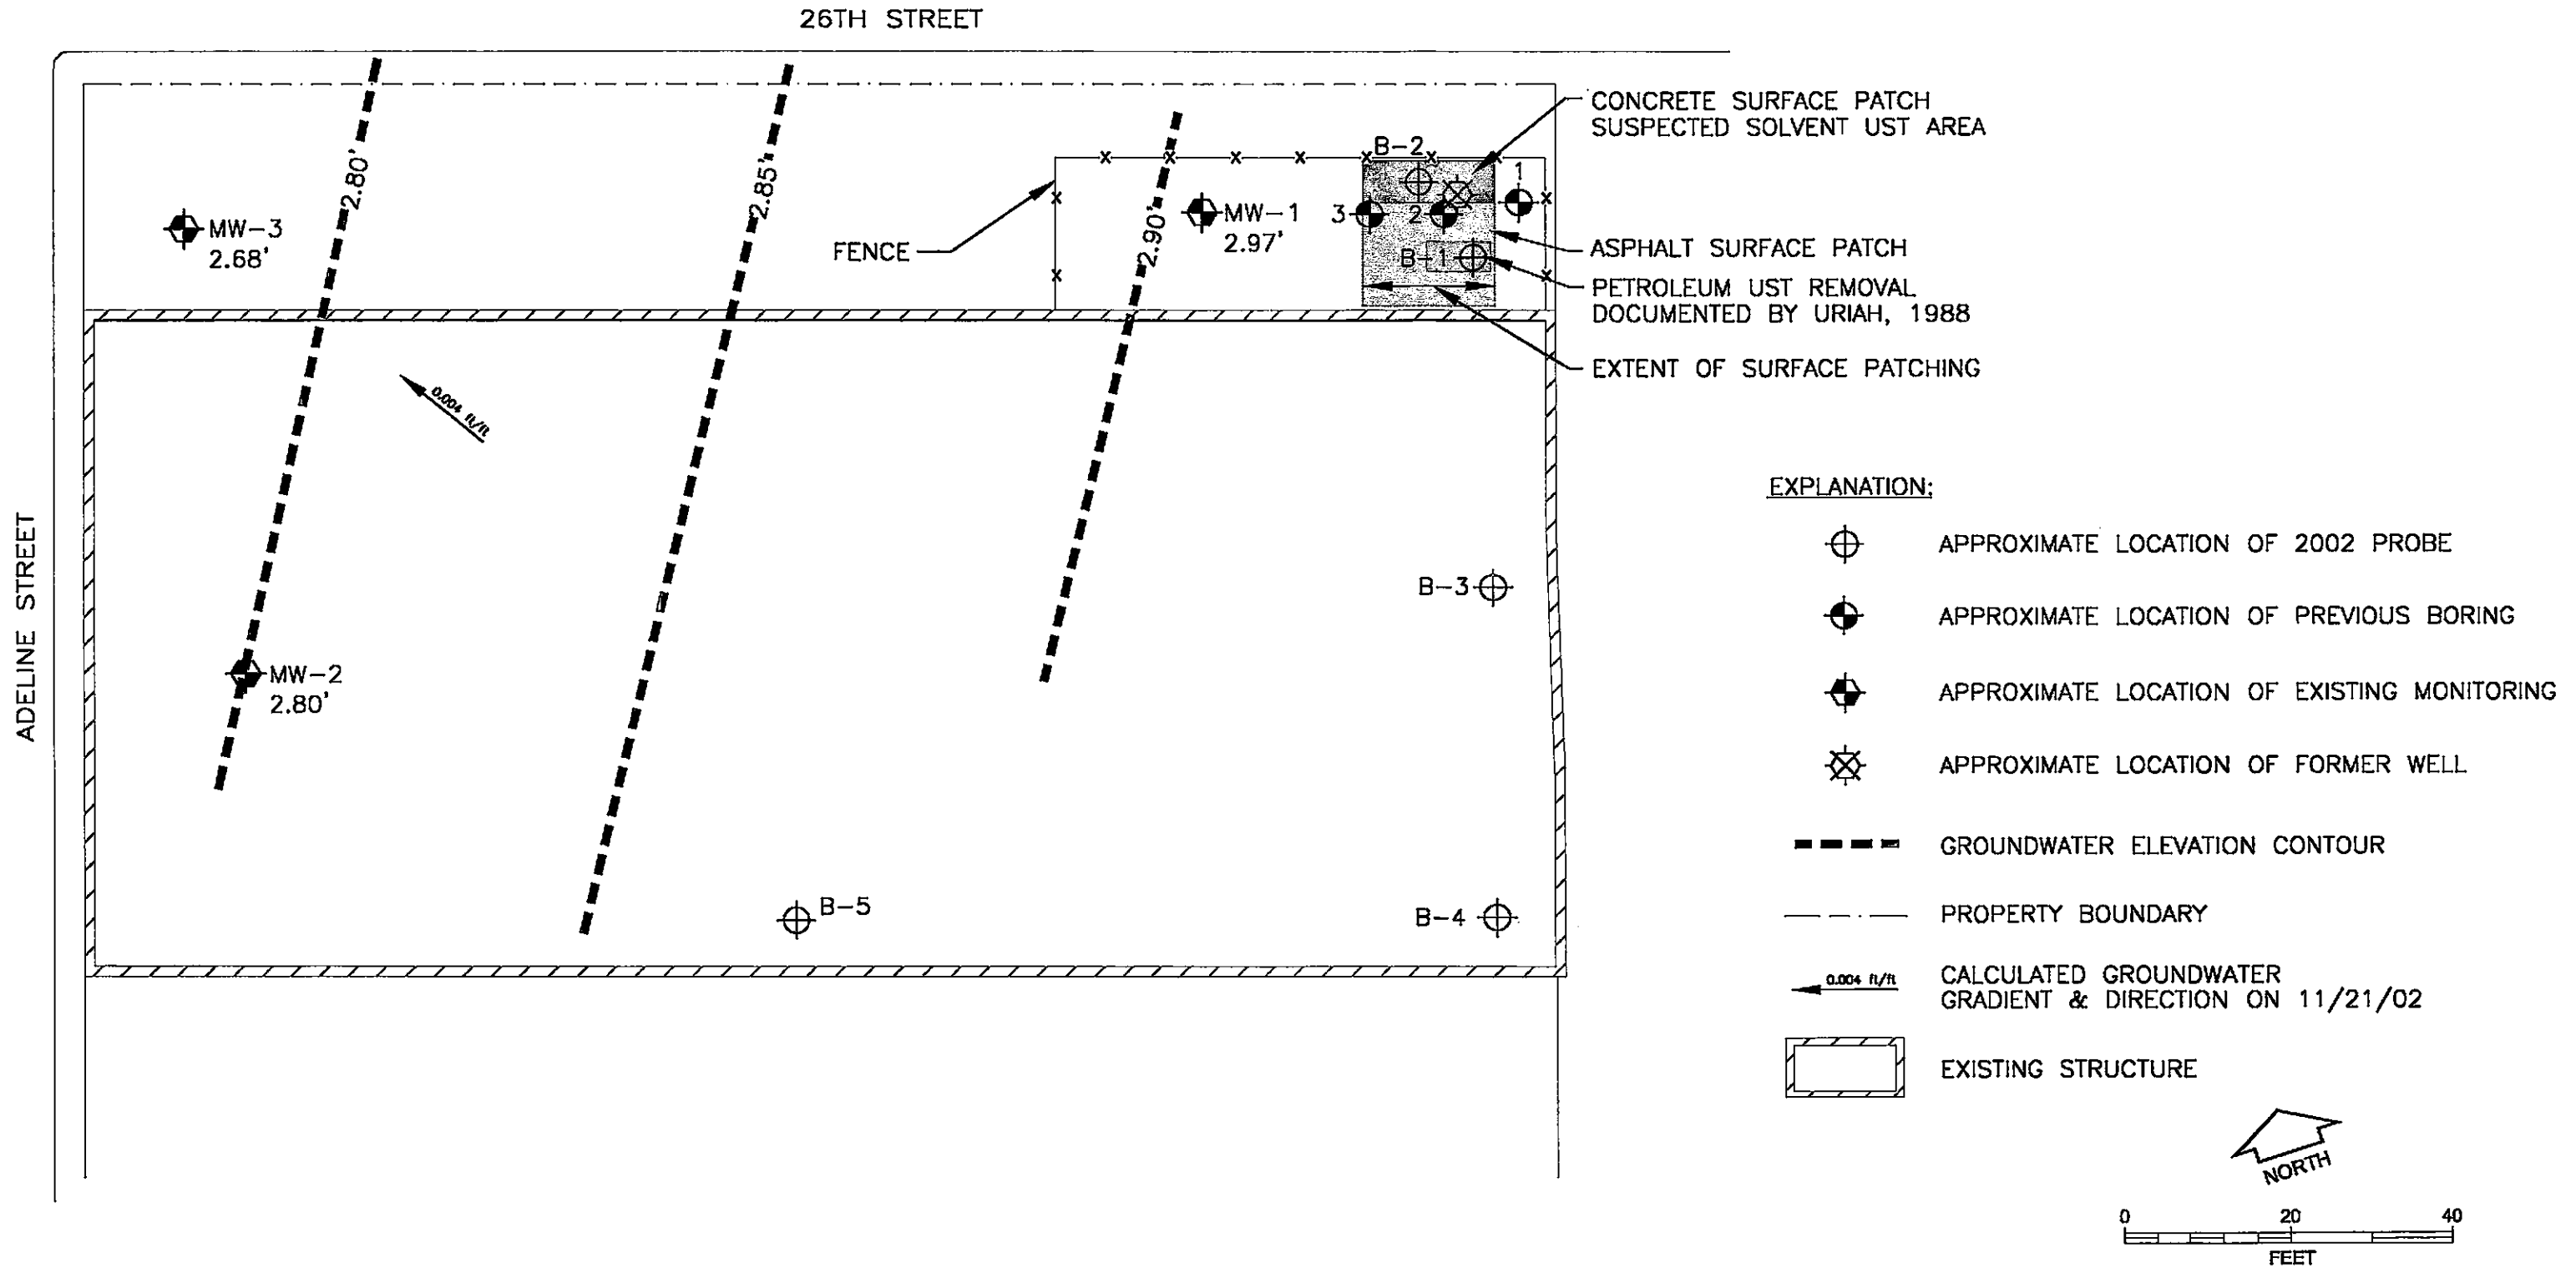 26TH STREET
CONCRETE SURFACE PATCH
SUSPECTED SOLVENT UST AREA
B-2
1
2.80'
2.85'
2.90'
MW-3
2.68'
MW-1
2.97'
3
2
FENCE
ASPHALT SURFACE PATCH
B-1
PETROLEUM UST REMOVAL
DOCUMENTED BY URIAH, 1988
EXTENT OF SURFACE PATCHING
0.004 ft/ft
ADELINE STREET
MW-2
2.80'
B-3
B-5
B-4
EXPLANATION:
APPROXIMATE LOCATION OF 2002 PROBE
APPROXIMATE LOCATION OF PREVIOUS BORING
APPROXIMATE LOCATION OF EXISTING MONITORING
APPROXIMATE LOCATION OF FORMER WELL
GROUNDWATER ELEVATION CONTOUR
PROPERTY BOUNDARY
0.004 ft/ft
CALCULATED GROUNDWATER
GRADIENT & DIRECTION ON 11/21/02
EXISTING STRUCTURE
NORTH
0 20 40
FEET